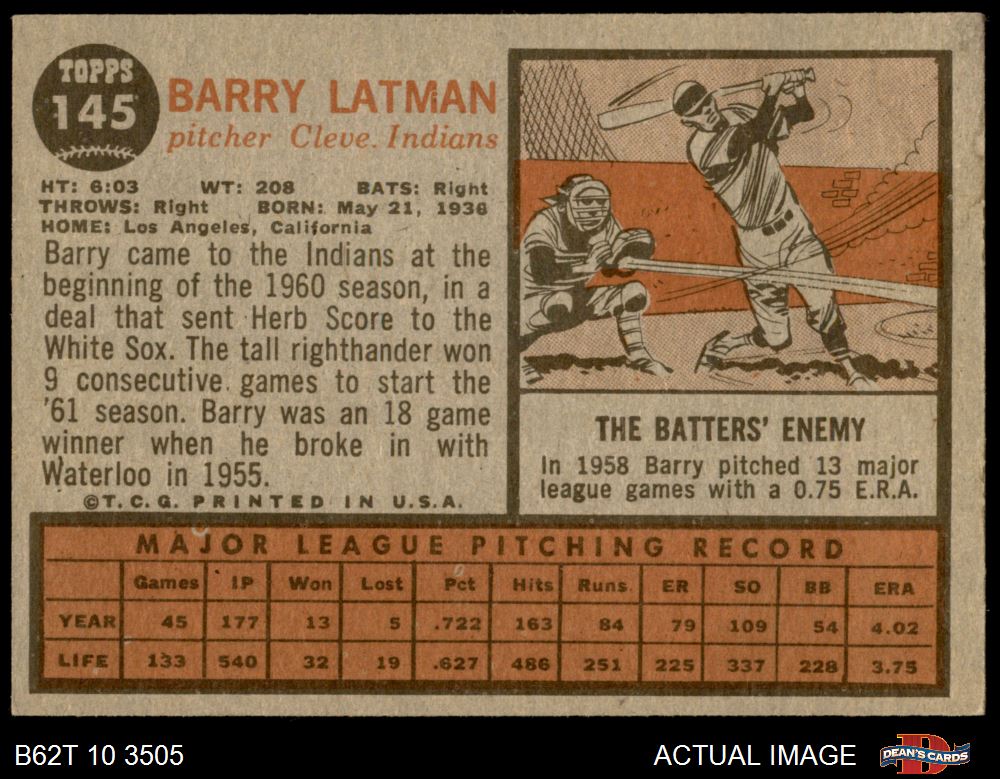 TOPPS
145
BARRY LATMAN
pitcher Cleve. Indians
HT: 6:03 WT: 208 BATS: Right
THROWS: Right BORN: May 21, 1936
HOME: Los Angeles, California
Barry came to the Indians at the
beginning of the 1960 season, in a
deal that sent Herb Score to the
White Sox. The tall righthander won
9 consecutive games to start the
'61 season. Barry was an 18 game
winner when he broke in with
Waterloo in 1955.
©T.C.G. PRINTED IN U.S.A.
THE BATTERS' ENEMY
In 1958 Barry pitched 13 major
league games with a 0.75 E.R.A.
MAJOR LEAGUE PITCHING RECORD
Games IP Won Lost Pct Hits Runs ER SO BB ERA
YEAR 45 177 13 5 .722 163 84 79 109 54 4.02
LIFE 133 540 32 19 .627 486 251 225 337 228 3.75
B62T 10 3505
ACTUAL IMAGE
DEAN'S CARDS